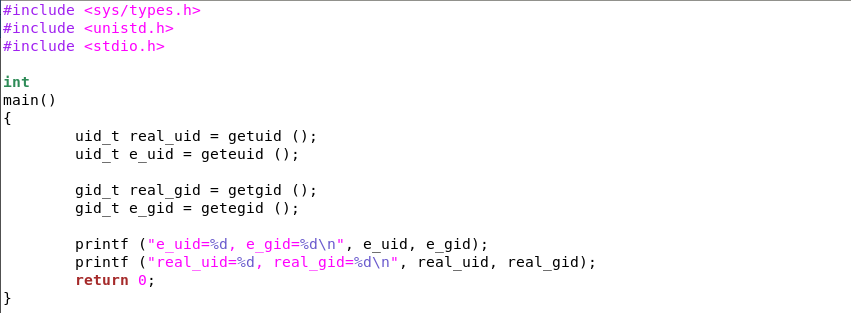 #include <sys/types.h>
#include <unistd.h>
#include <stdio.h>

int
main()
{
        uid_t real_uid = getuid ();
        uid_t e_uid = geteuid ();

        gid_t real_gid = getgid ();
        gid_t e_gid = getegid ();

        printf ("e_uid=%d, e_gid=%d\n", e_uid, e_gid);
        printf ("real_uid=%d, real_gid=%d\n", real_uid, real_gid);
        return 0;
}